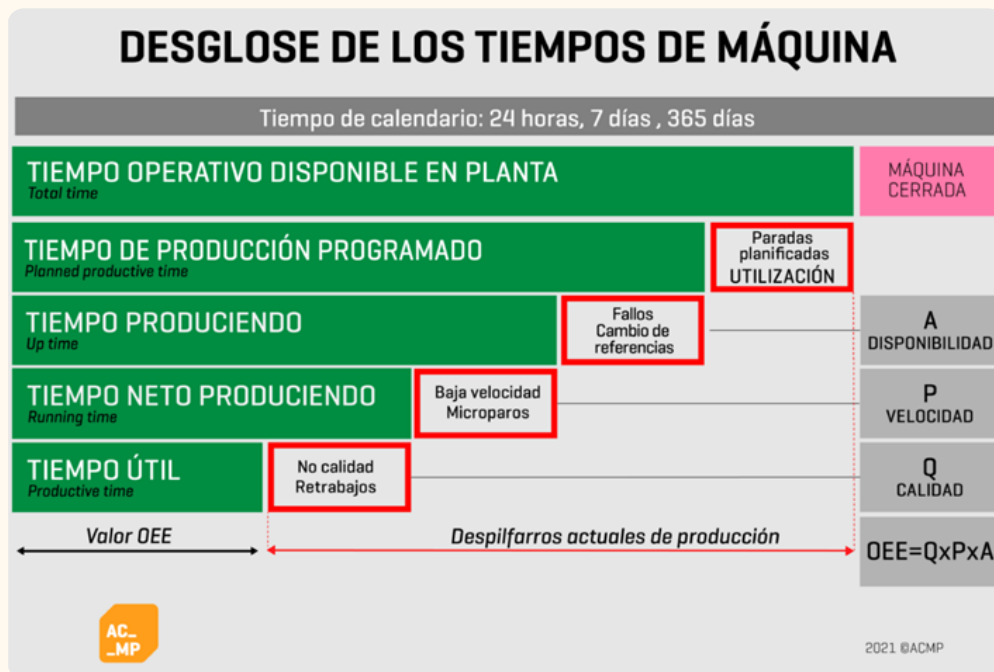 DESGLOSE DE LOS TIEMPOS DE MÁQUINA
Tiempo de calendario: 24 horas, 7 días , 365 días
TIEMPO OPERATIVO DISPONIBLE EN PLANTA
Total time
MÁQUINA
CERRADA
TIEMPO DE PRODUCCIÓN PROGRAMADO
Planned productive time
Paradas
planificadas
UTILIZACIÓN
TIEMPO PRODUCIENDO
Up time
Fallos
Cambio de
referencias
A
DISPONIBILIDAD
TIEMPO NETO PRODUCIENDO
Running time
Baja velocidad
Microparos
P
VELOCIDAD
TIEMPO ÚTIL
Productive time
No calidad
Retrabajos
Q
CALIDAD
Valor OEE
Despilfarros actuales de producción
OEE=QxPxA
AC_
_MP
2021 @ACMP